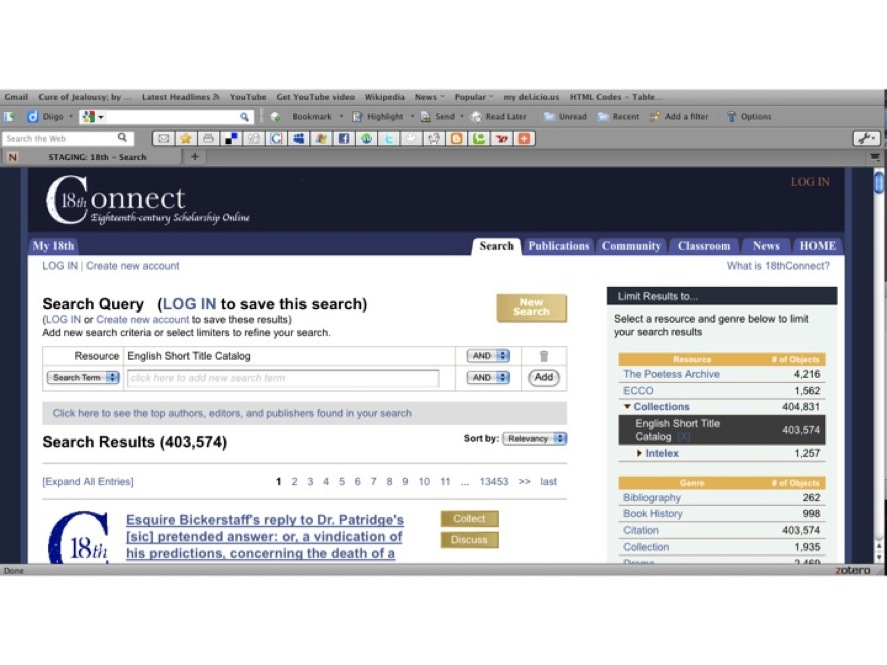 Gmail Cure of Jealousy; by ... Latest Headlines YouTube Get YouTube video Wikipedia News Popular my del.icio.us HTML Codes - Table...
Diigo Bookmark Highlight Send Read Later Unread Recent Add a filter Options
Search the Web
N STAGING: 18th - Search +
LOG IN
18th Connect
Eighteenth-century Scholarship Online
My 18th Search Publications Community Classroom News HOME
LOG IN | Create new account What is 18thConnect?
Search Query (LOG IN to save this search)
(LOG IN or Create new account to save these results)
Add new search criteria or select limiters to refine your search.
New
Search
Resource English Short Title Catalog AND
Search Term click here to add new search term AND Add
Click here to see the top authors, editors, and publishers found in your search
Search Results (403,574) Sort by: Relevancy
[Expand All Entries] 1 2 3 4 5 6 7 8 9 10 11 ... 13453 >> last
18th
Esquire Bickerstaff's reply to Dr. Patridge's
[sic] pretended answer: or, a vindication of
his predictions, concerning the death of a
Collect
Discuss
Limit Results to...
Select a resource and genre below to limit
your search results
Resource # of Objects
The Poetess Archive 4,216
ECCO 1,562
Collections 404,831
English Short Title
Catalog [X] 403,574
Intelex 1,257
Genre # of Objects
Bibliography 262
Book History 998
Citation 403,574
Collection 1,935
Drama 2,469
Done zotero